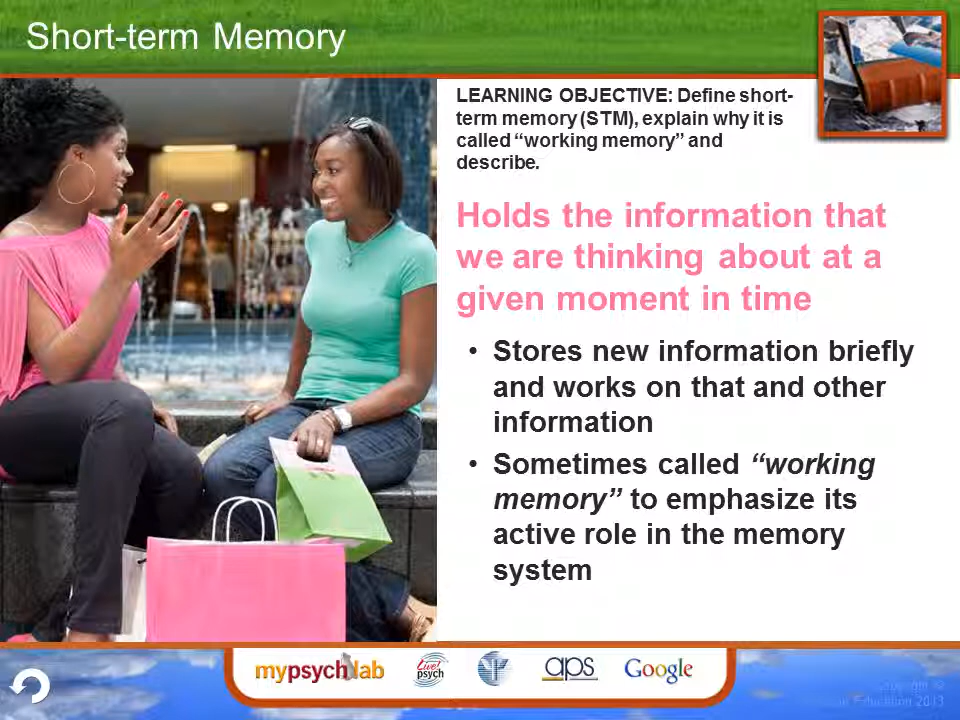 Short-term Memory
LEARNING OBJECTIVE: Define short-
term memory (STM), explain why it is
called “working memory” and
describe.
Holds the information that
we are thinking about at a
given moment in time
• Stores new information briefly
and works on that and other
information
• Sometimes called “working
memory” to emphasize its
active role in the memory
system
mypsychlab
Live!
psych
aps
Google
Copyright ©
Education 2013